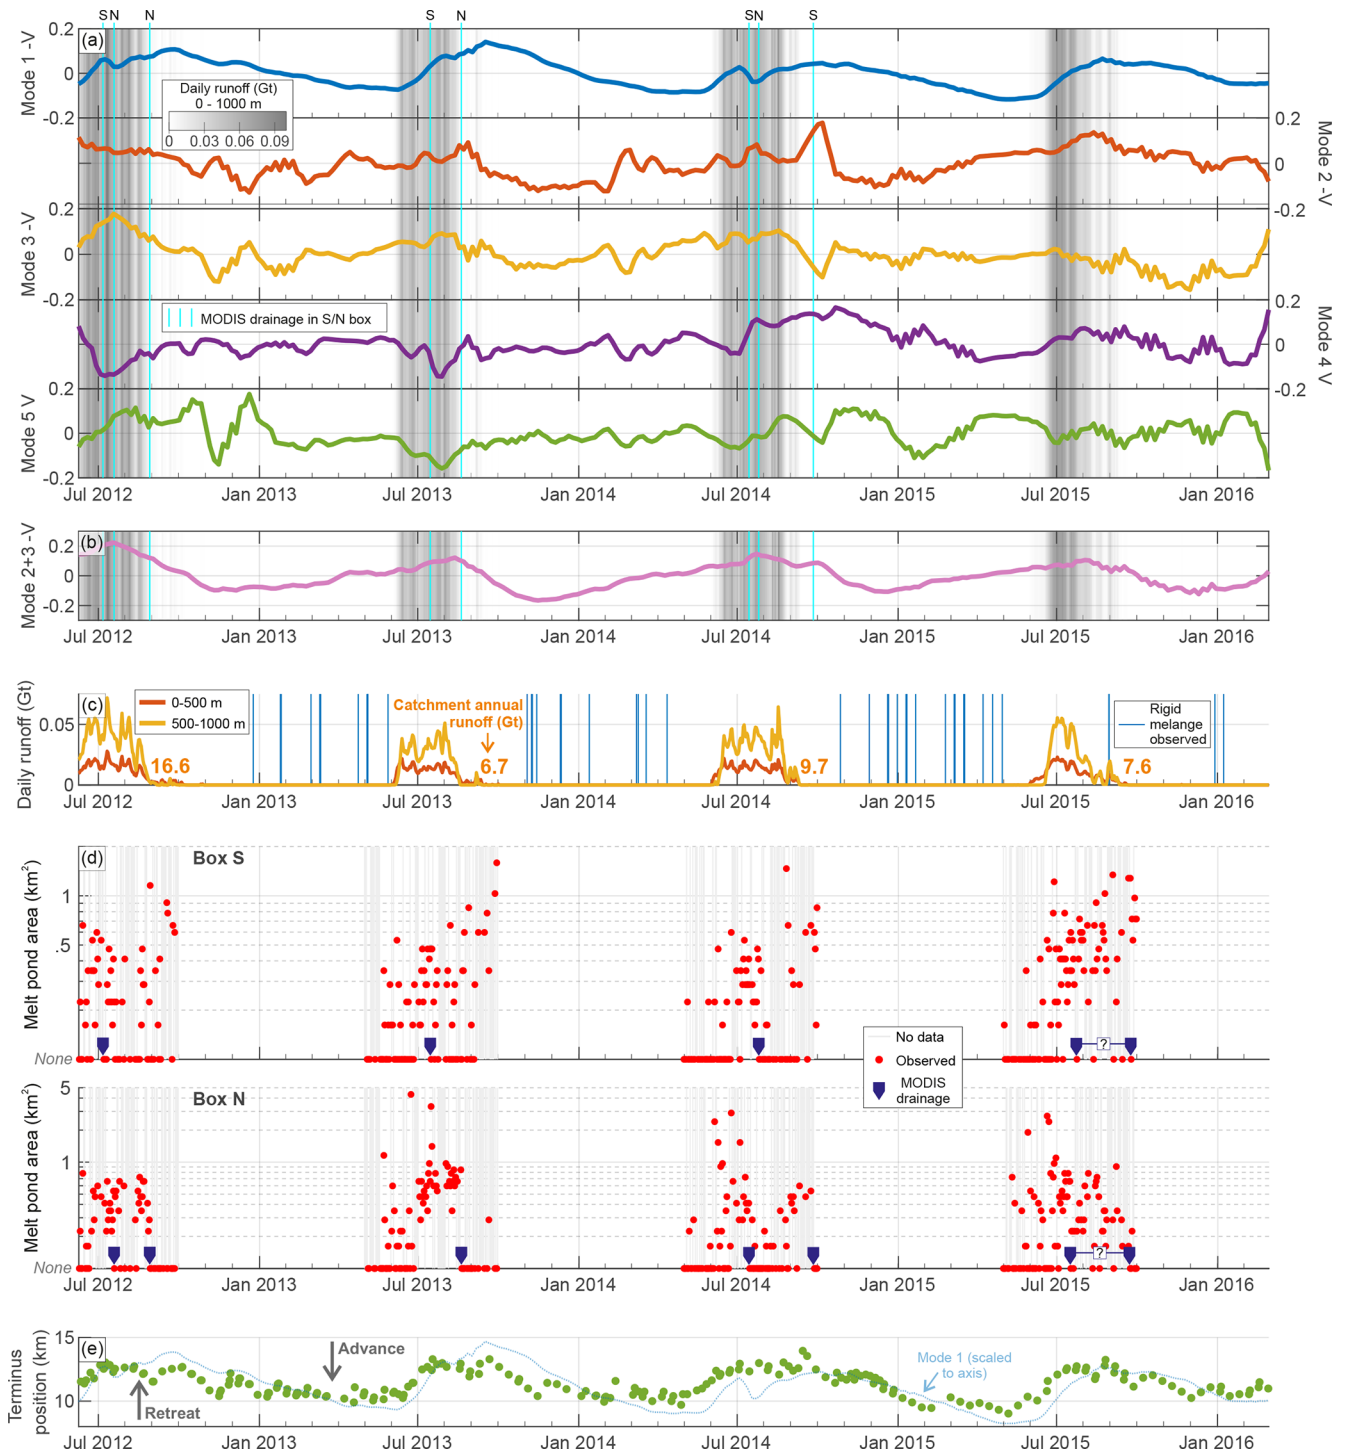 S N N S N SN S
0.2
(a)
Mode 1 -V
0
-0.2
Daily runoff (Gt)
0 - 1000 m
0 0.03 0.06 0.09
0.2
0
-0.2
Mode 2 -V
0.2
Mode 3 -V
0
-0.2
MODIS drainage in S/N box
0.2
0
-0.2
Mode 4 V
0.2
Mode 5 V
0
-0.2
Jul 2012 Jan 2013 Jul 2013 Jan 2014 Jul 2014 Jan 2015 Jul 2015 Jan 2016
(b)
Mode 2+3 -V
0.2
0
-0.2
Jul 2012 Jan 2013 Jul 2013 Jan 2014 Jul 2014 Jan 2015 Jul 2015 Jan 2016
(c)
Daily runoff (Gt)
0.05
0
0-500 m
500-1000 m
Catchment annual
runoff (Gt)
Rigid
melange
observed
16.6 6.7 9.7 7.6
Jul 2012 Jan 2013 Jul 2013 Jan 2014 Jul 2014 Jan 2015 Jul 2015 Jan 2016
(d)
Box S
Melt pond area (km²)
1
.5
None
?
No data
Observed
MODIS
drainage
Box N
Melt pond area (km²)
5
1
None
?
Jul 2012 Jan 2013 Jul 2013 Jan 2014 Jul 2014 Jan 2015 Jul 2015 Jan 2016
(e)
Terminus
position (km)
15
10
Advance
Retreat
Mode 1 (scaled
to axis)
Jul 2012 Jan 2013 Jul 2013 Jan 2014 Jul 2014 Jan 2015 Jul 2015 Jan 2016